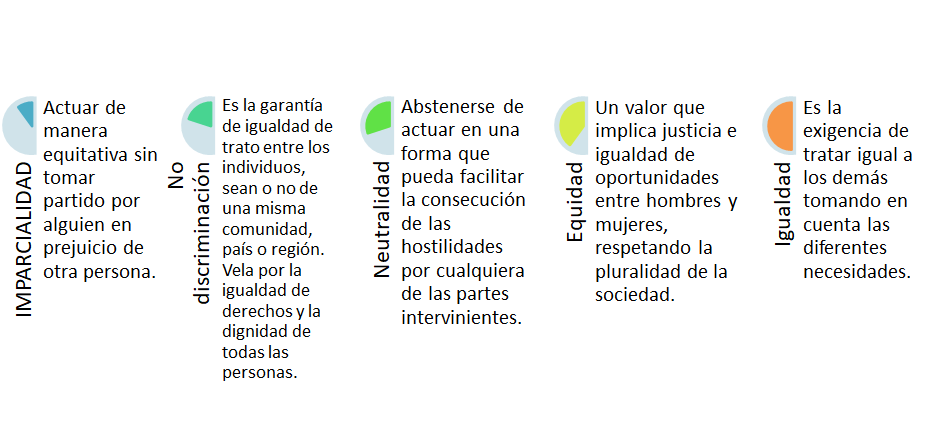 IMPARCIALIDAD
Actuar de
manera
equitativa sin
tomar
partido por
alguien en
prejuicio de
otra persona.
No
discriminación
Es la garantía
de igualdad de
trato entre los
individuos,
sean o no de
una misma
comunidad,
país o región.
Vela por la
igualdad de
derechos y la
dignidad de
todas las
personas.
Neutralidad
Abstenerse de
actuar en una
forma que
pueda facilitar
la consecución
de las
hostilidades
por cualquiera
de las partes
intervinientes.
Equidad
Un valor que
implica justicia e
igualdad de
oportunidades
entre hombres y
mujeres,
respetando la
pluralidad de la
sociedad.
Igualdad
Es la
exigencia de
tratar igual a
los demás
tomando en
cuenta las
diferentes
necesidades.